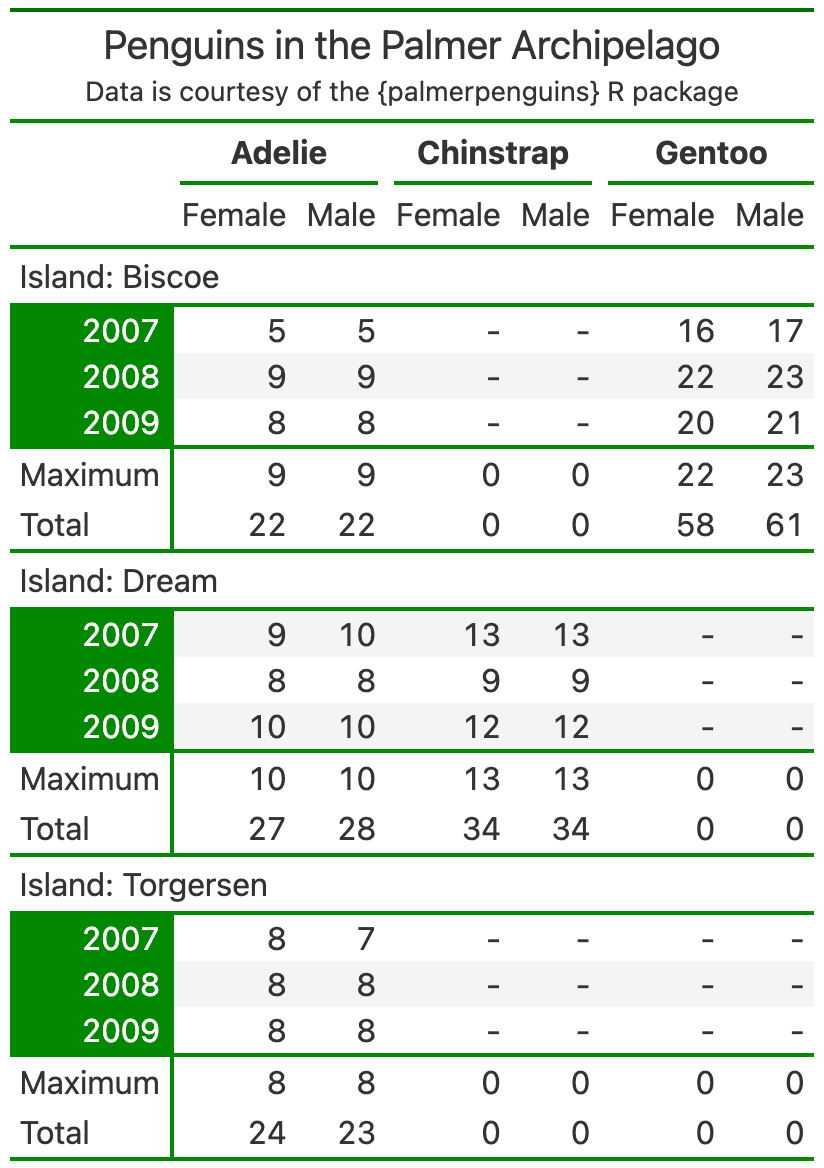 Penguins in the Palmer Archipelago
Data is courtesy of the {palmerpenguins} R package
Adelie Chinstrap Gentoo
Female Male Female Male Female Male
Island: Biscoe
2007 5 5 - - 16 17
2008 9 9 - - 22 23
2009 8 8 - - 20 21
Maximum 9 9 0 0 22 23
Total 22 22 0 0 58 61
Island: Dream
2007 9 10 13 13 - -
2008 8 8 9 9 - -
2009 10 10 12 12 - -
Maximum 10 10 13 13 0 0
Total 27 28 34 34 0 0
Island: Torgersen
2007 8 7 - - - -
2008 8 8 - - - -
2009 8 8 - - - -
Maximum 8 8 0 0 0 0
Total 24 23 0 0 0 0